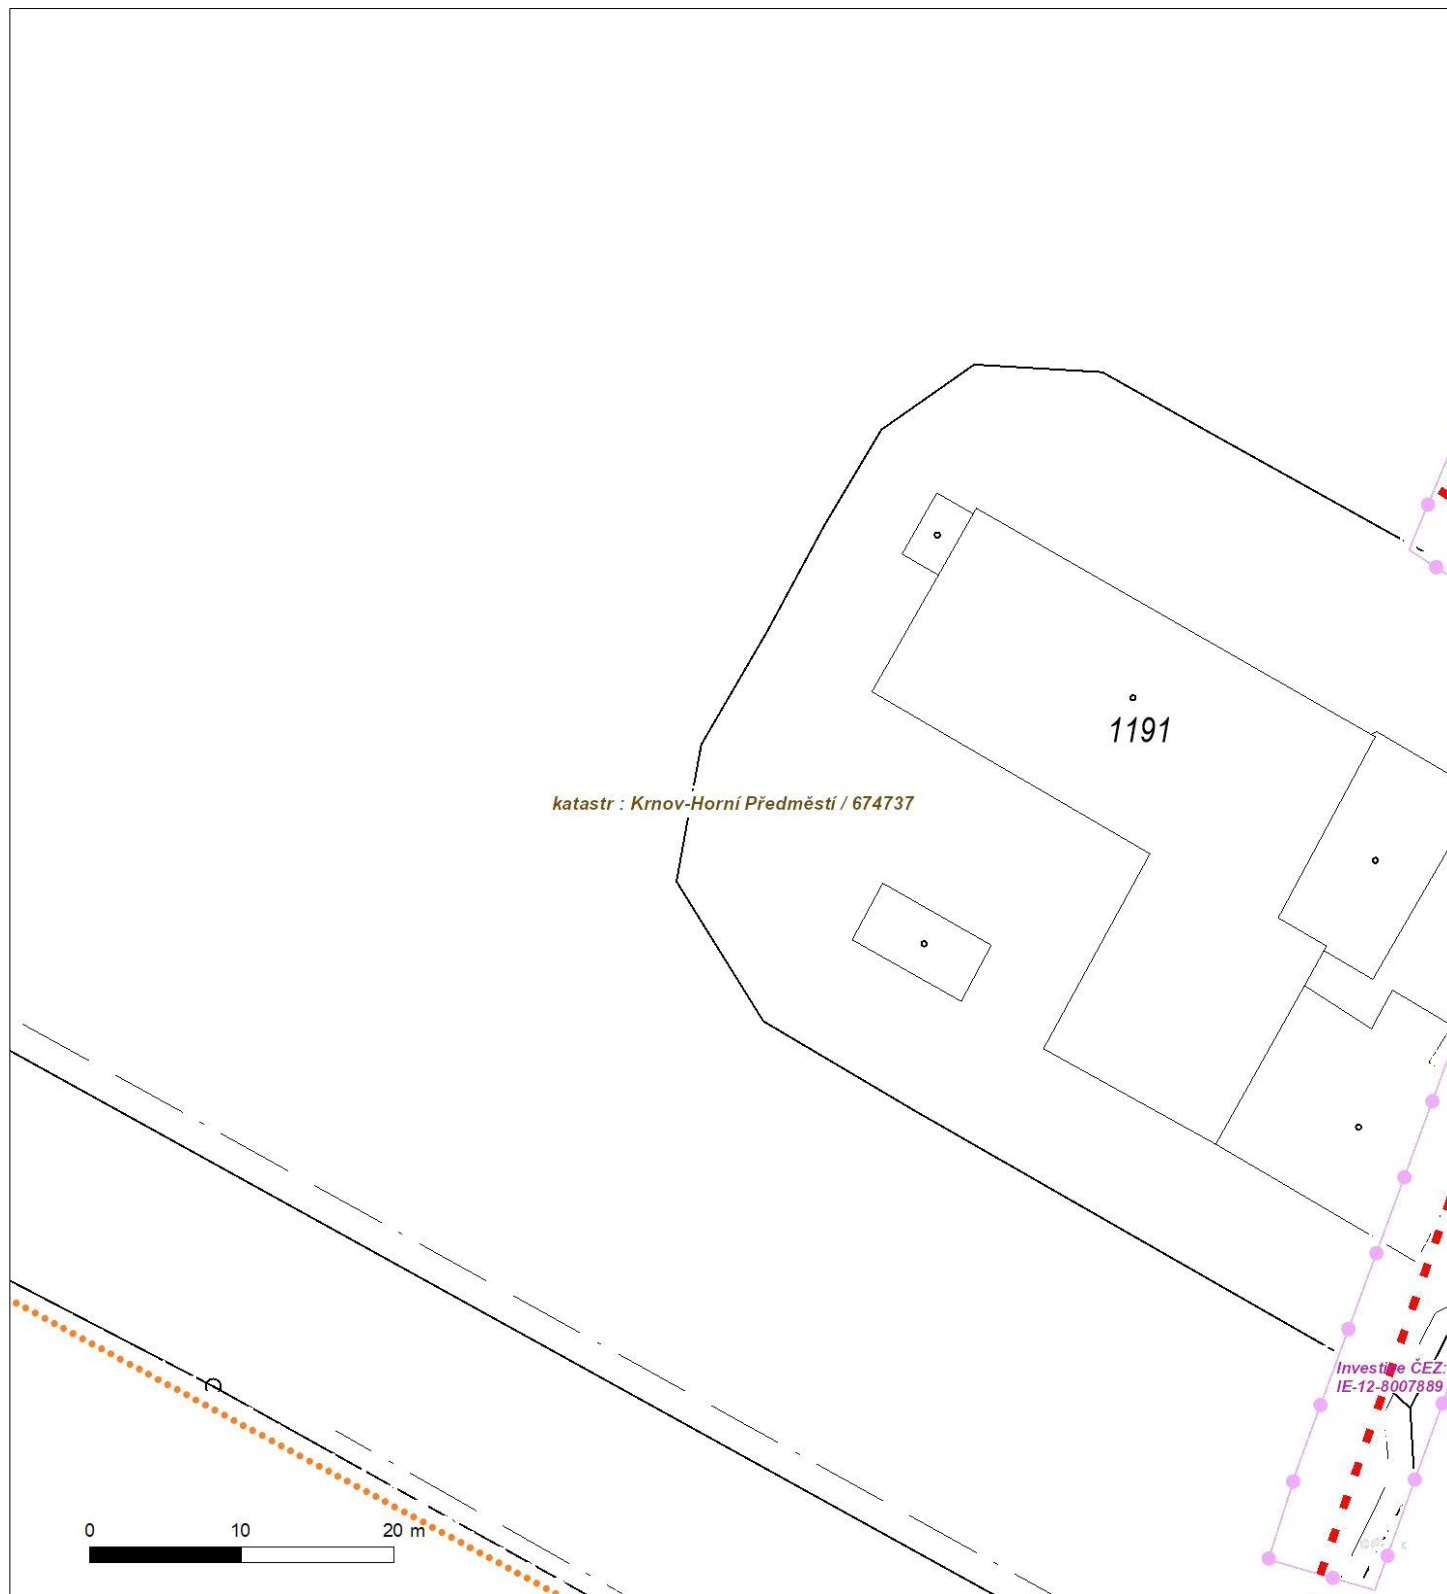 1191
katastr : Krnov-Horní Předměstí / 674737
Investice ČEZ:
IE-12-8007889
0 10 20 m